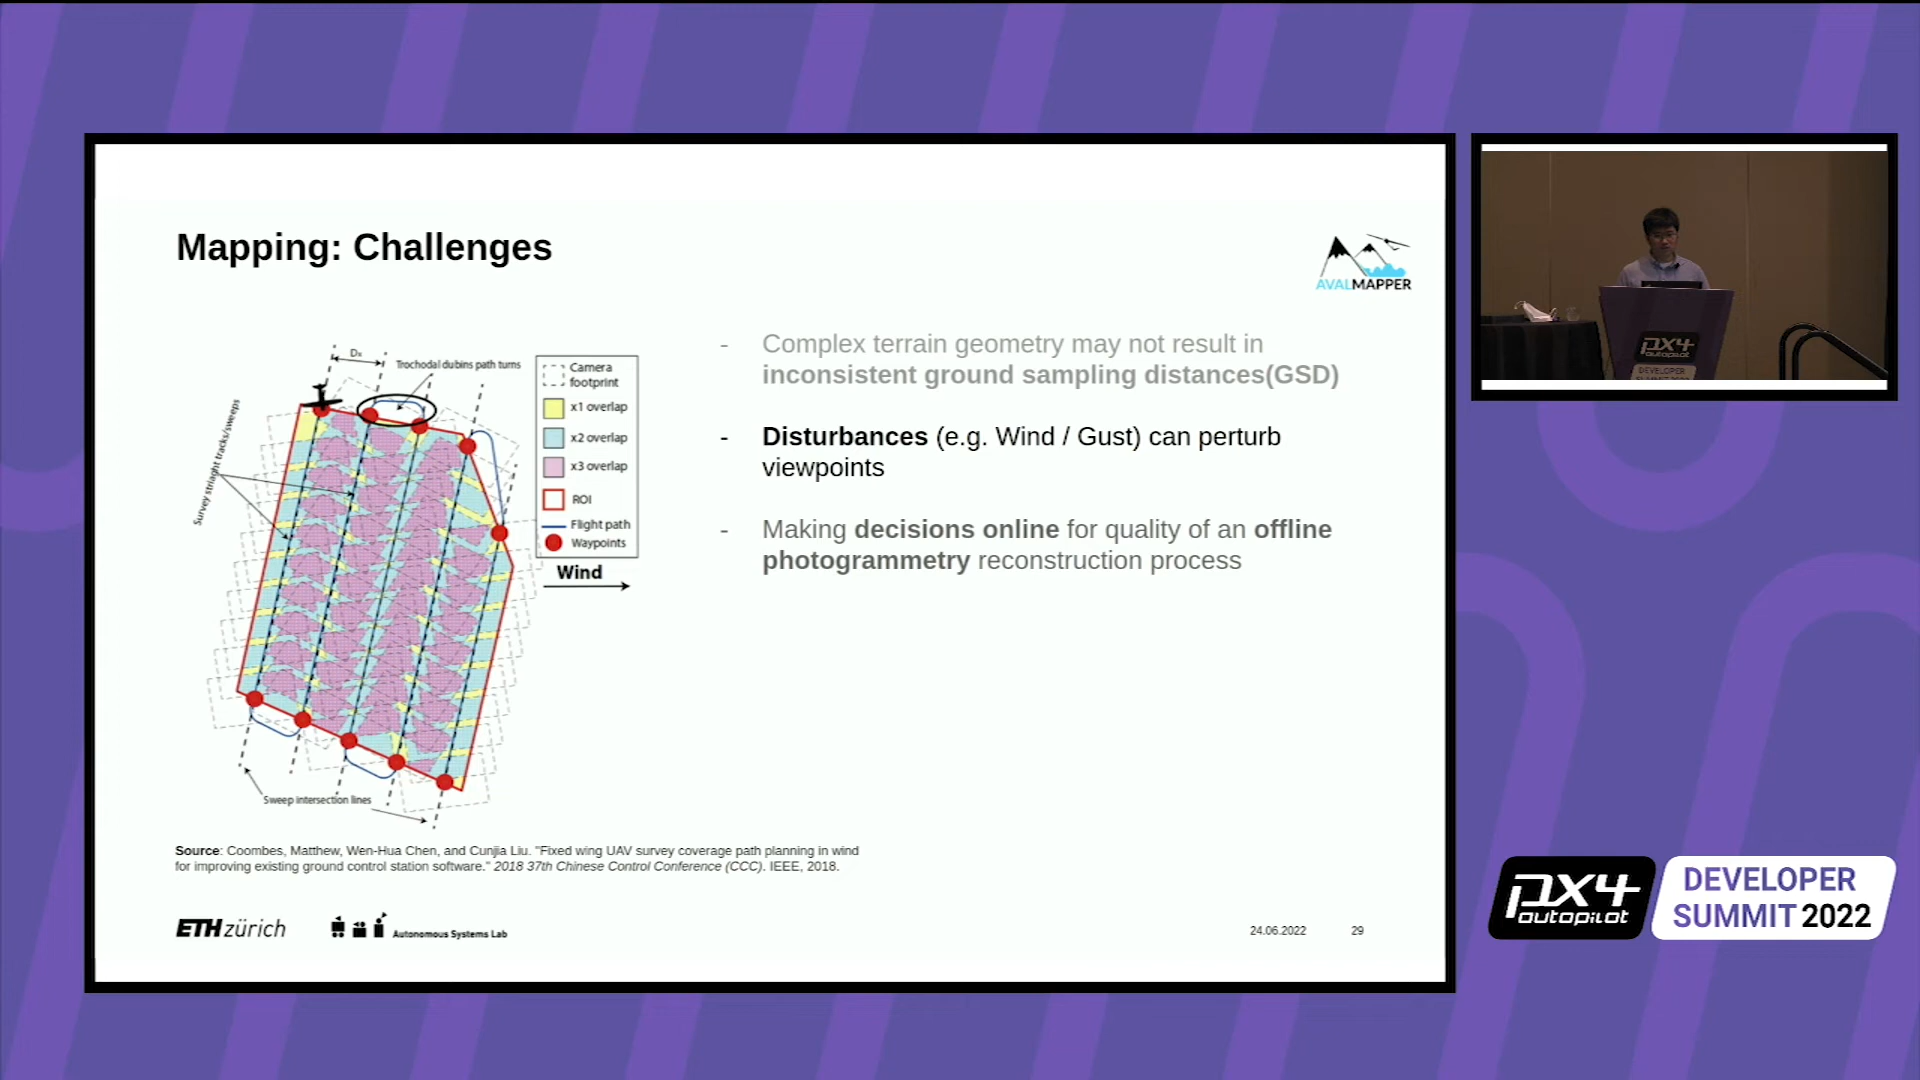 Mapping: Challenges
AVALMAPPER
Dx
Trochodal dubins path turns
Survey striaght tracks/sweeps
Camera
footprint
x1 overlap
x2 overlap
x3 overlap
ROI
Flight path
Waypoints
Wind
Sweep intersection lines
- Complex terrain geometry may not result in
inconsistent ground sampling distances(GSD)
- Disturbances (e.g. Wind / Gust) can perturb
viewpoints
- Making decisions online for quality of an offline
photogrammetry reconstruction process
Source: Coombes, Matthew, Wen-Hua Chen, and Cunjia Liu. "Fixed wing UAV survey coverage path planning in wind
for improving existing ground control station software." 2018 37th Chinese Control Conference (CCC). IEEE, 2018.
ETH zürich
Autonomous Systems Lab
24.06.2022
29
PX4
autopilot
DEVELOPER
SUMMIT
PX4
autopilot
DEVELOPER
SUMMIT 2022